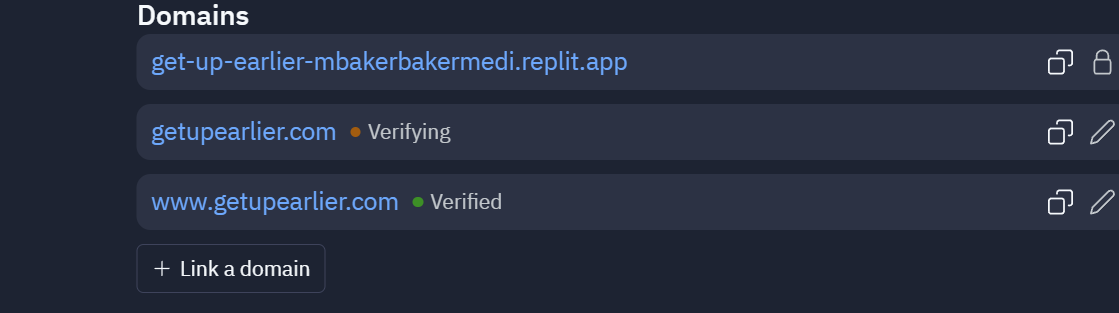 Domains
get-up-earlier-mbakerbakermedi.replit.app
getupearlier.com Verifying
www.getupearlier.com Verified
+ Link a domain